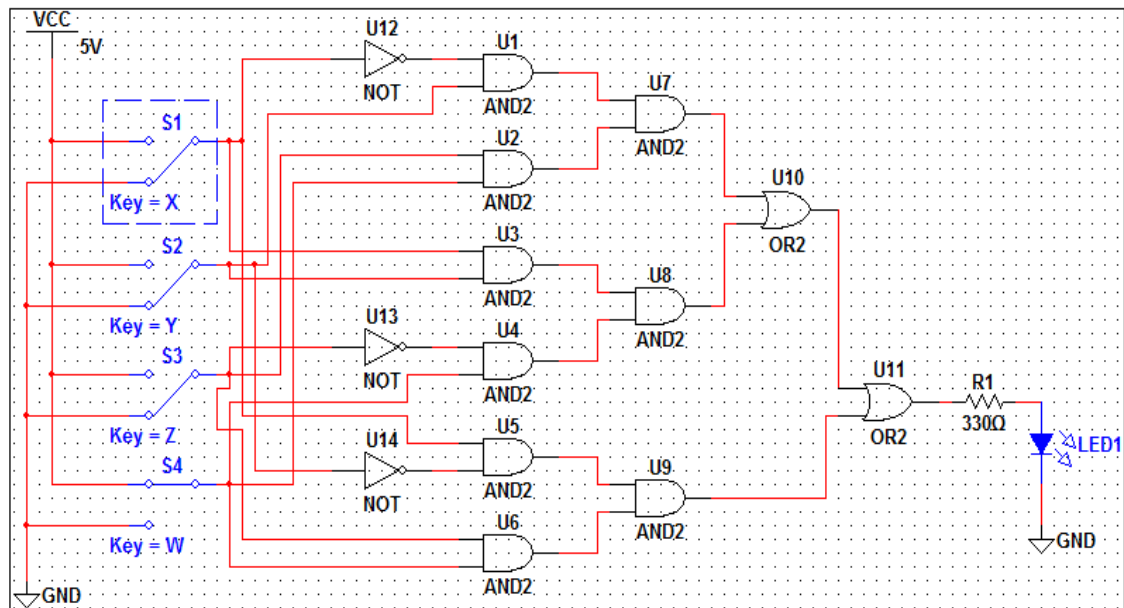 VCC
5V
S1
Key = X
S2
Key = Y
S3
Key = Z
S4
Key = W
GND
U12
NOT
U13
NOT
U14
NOT
U1
AND2
U2
AND2
U3
AND2
U4
AND2
U5
AND2
U6
AND2
U7
AND2
U8
AND2
U9
AND2
U10
OR2
U11
OR2
R1
330Ω
LED1
GND